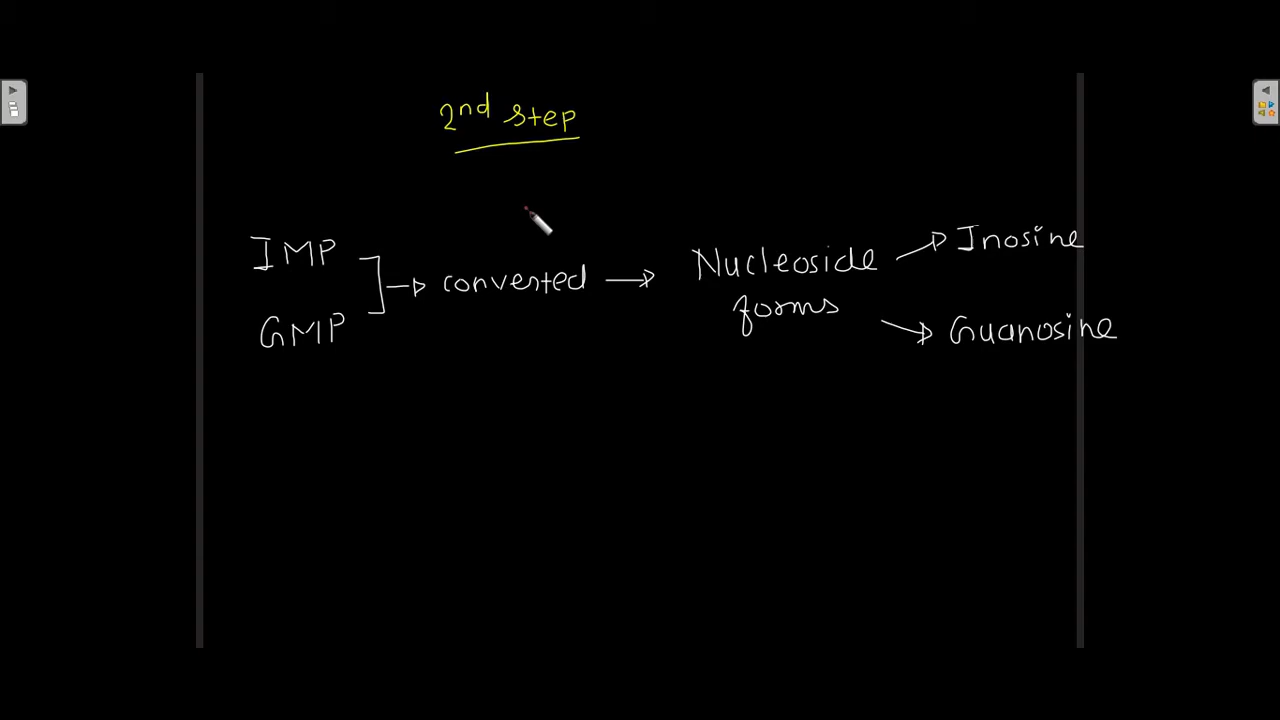 2nd step
IMP
GMP
→ converted → Nucleoside forms
→ Inosine
→ Guanosine